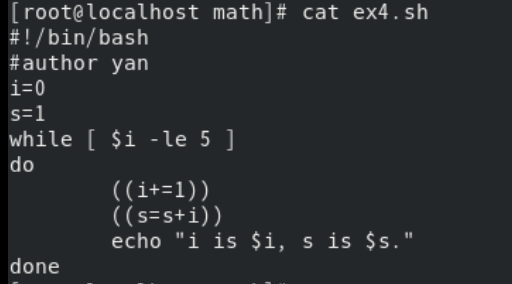 [root@localhost math]# cat ex4.sh
#!/bin/bash
#author yan
i=0
s=1
while [ $i -le 5 ]
do
        ((i+=1))
        ((s=s+i))
        echo "i is $i, s is $s."
done